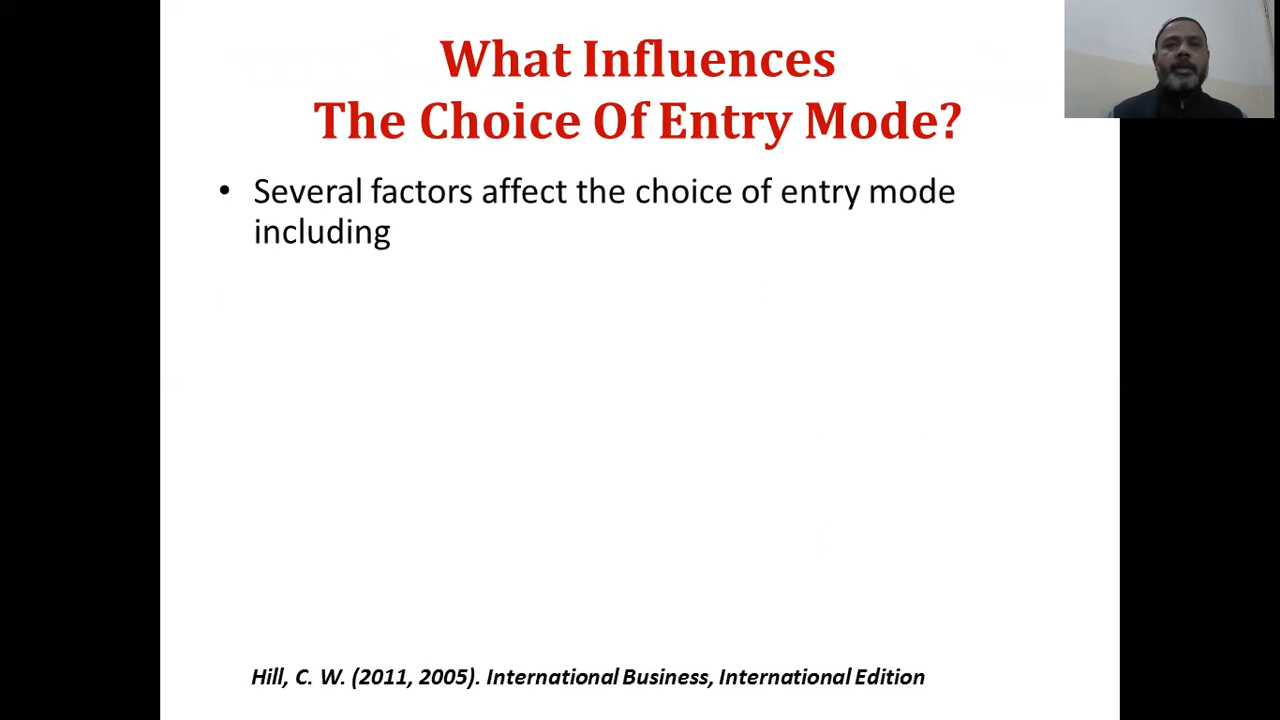 What Influences
The Choice Of Entry Mode?
• Several factors affect the choice of entry mode
including
Hill, C. W. (2011, 2005). International Business, International Edition